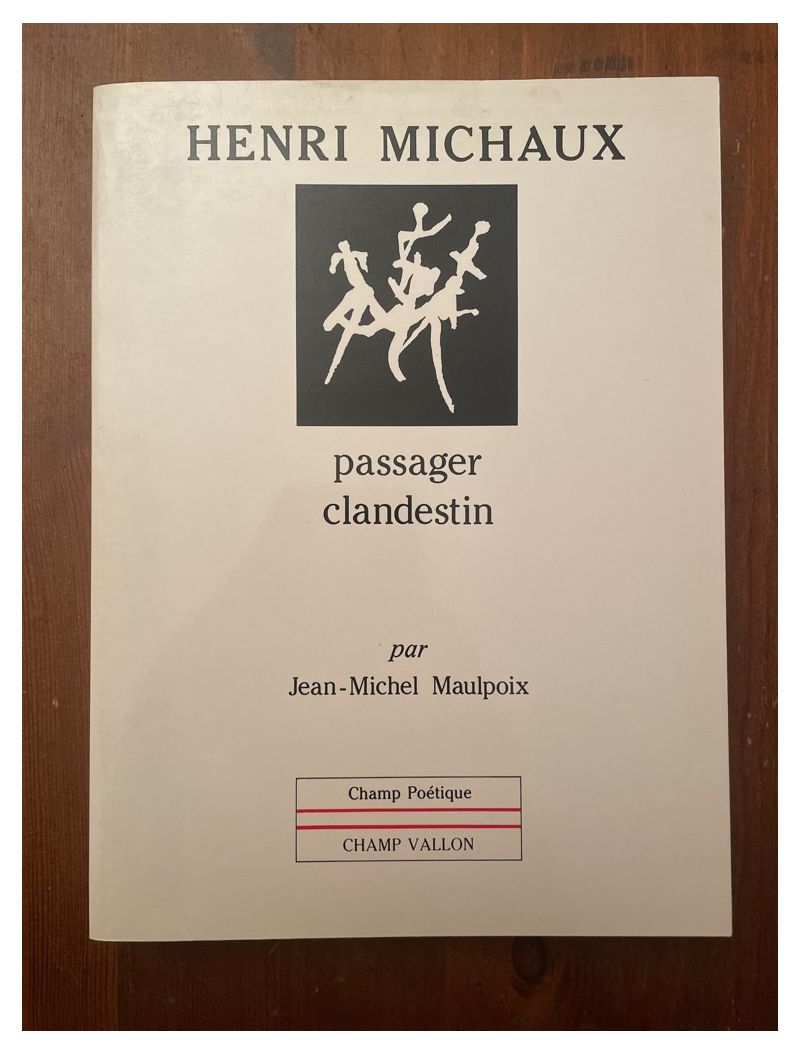 HENRI MICHAUX
passager
clandestin
par
Jean-Michel Maulpoix
Champ Poétique
CHAMP VALLON